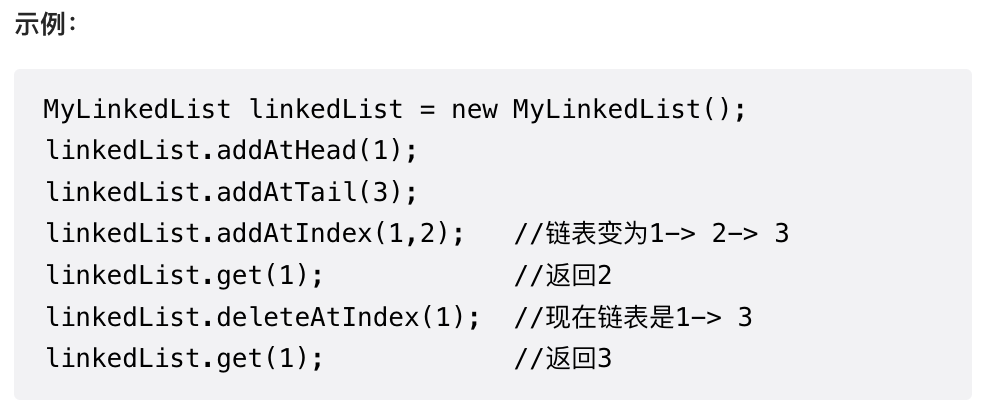 示例：
MyLinkedList linkedList = new MyLinkedList();
linkedList.addAtHead(1);
linkedList.addAtTail(3);
linkedList.addAtIndex(1,2);   //链表变为1-> 2-> 3
linkedList.get(1);            //返回2
linkedList.deleteAtIndex(1);  //现在链表是1-> 3
linkedList.get(1);            //返回3